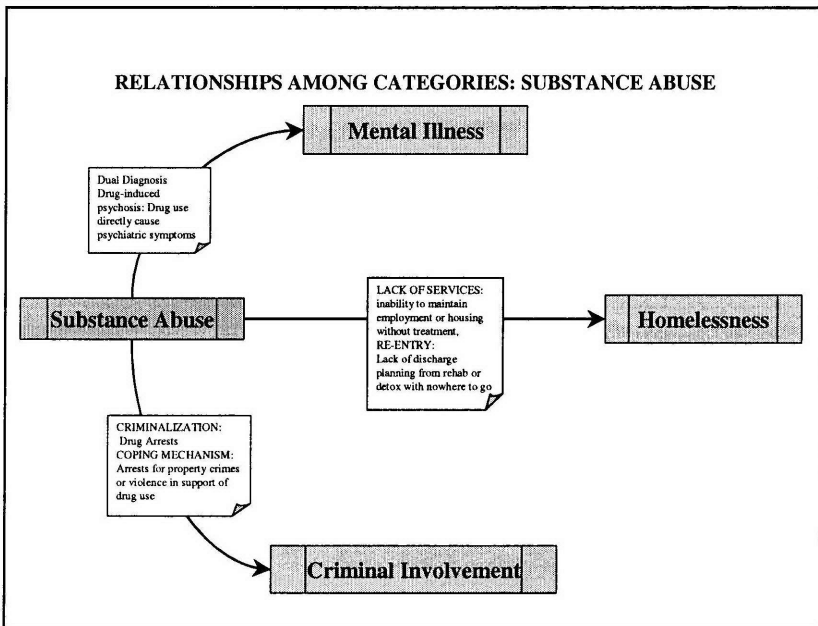 RELATIONSHIPS AMONG CATEGORIES: SUBSTANCE ABUSE
Mental Illness
Dual Diagnosis
Drug-induced
psychosis: Drug use
directly cause
psychiatric symptoms
Substance Abuse
LACK OF SERVICES:
inability to maintain
employment or housing
without treatment,
RE-ENTRY:
Lack of discharge
planning from rehab or
detox with nowhere to go
Homelessness
CRIMINALIZATION:
Drug Arrests
COPING MECHANISM:
Arrests for property crimes
or violence in support of
drug use
Criminal Involvement